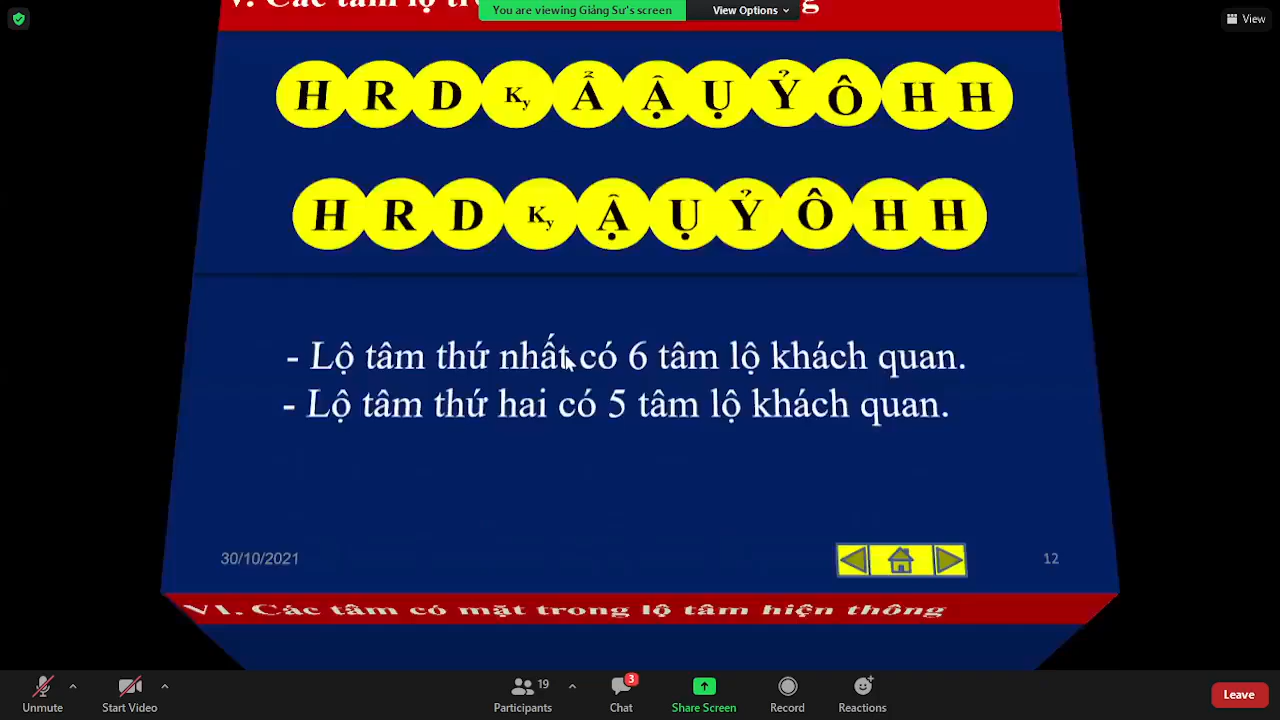 You are viewing Giảng Sư's screen
View Options
View
V. Các tâm lộ
H R D Ky Ẩ Ậ Ụ Ỷ Ô H H
H R D Ky Ậ Ụ Ỷ Ô H H
- Lộ tâm thứ nhất có 6 tâm lộ khách quan.
- Lộ tâm thứ hai có 5 tâm lộ khách quan.
30/10/2021
12
VI. Các tâm có mặt trong lộ tâm hiện thông
Unmute
Start Video
19
Participants
3
Chat
Share Screen
Record
Reactions
Leave